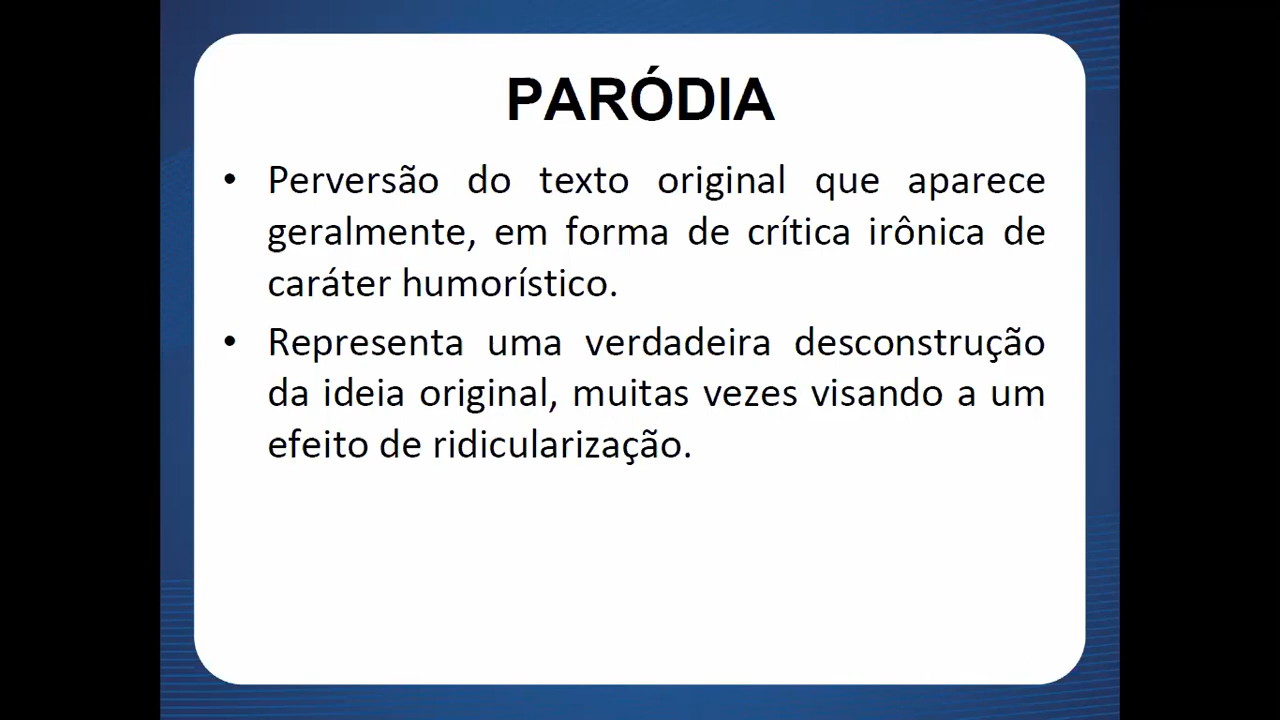 PARÓDIA
• Perversão do texto original que aparece
geralmente, em forma de crítica irônica de
caráter humorístico.
• Representa uma verdadeira desconstrução
da ideia original, muitas vezes visando a um
efeito de ridicularização.